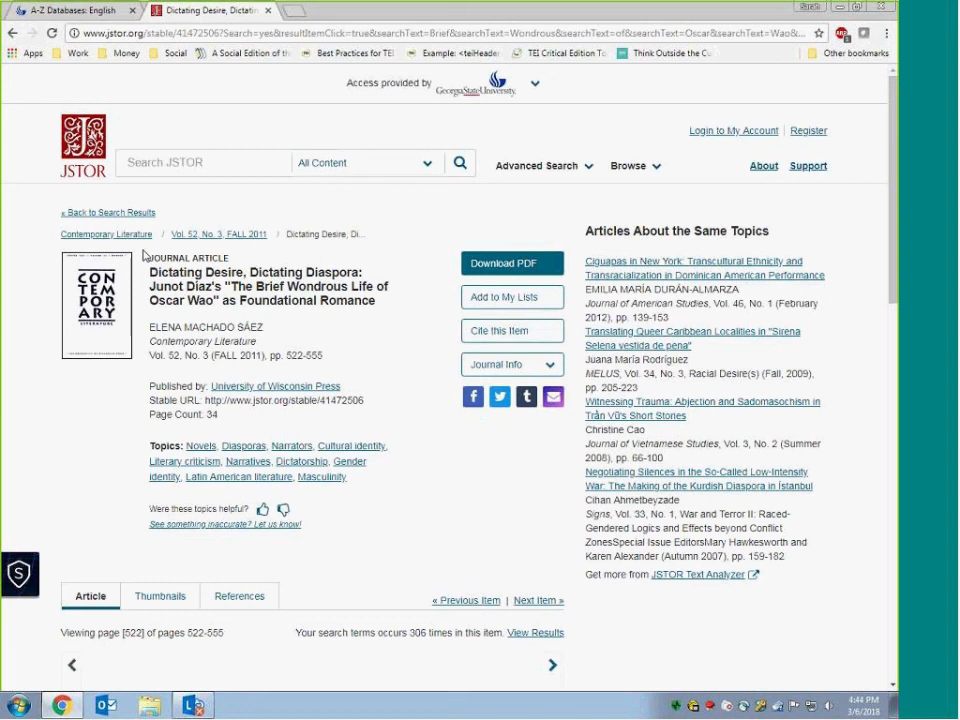 A-Z Databases: English
Dictating Desire, Dictatin
Sarah
www.jstor.org/stable/41472506?Search=yes&resultItemClick=true&searchText=Brief&searchText=Wondrous&searchText=of&searchText=Oscar&searchText=Wao&...
Apps Work Money Social A Social Edition of th Best Practices for TEI Example: <teiHeader TEI Critical Edition To Think Outside the Co Other bookmarks
Access provided by GeorgiaStateUniversity
JSTOR
Login to My Account Register
Search JSTOR All Content Advanced Search Browse About Support
« Back to Search Results
Contemporary Literature / Vol. 52, No. 3, FALL 2011 / Dictating Desire, Di...
CON
TEM
POR
ARY
LITERATURE
JOURNAL ARTICLE
Dictating Desire, Dictating Diaspora:
Junot Díaz's "The Brief Wondrous Life of
Oscar Wao" as Foundational Romance
ELENA MACHADO SÁEZ
Contemporary Literature
Vol. 52, No. 3 (FALL 2011), pp. 522-555
Published by: University of Wisconsin Press
Stable URL: http://www.jstor.org/stable/41472506
Page Count: 34
Topics: Novels, Diasporas, Narrators, Cultural identity,
Literary criticism, Narratives, Dictatorship, Gender
identity, Latin American literature, Masculinity
Were these topics helpful?
See something inaccurate? Let us know!
Download PDF
Add to My Lists
Cite this Item
Journal Info
Articles About the Same Topics
Ciguapas in New York: Transcultural Ethnicity and
Transracialization in Dominican American Performance
EMILIA MARÍA DURÁN-ALMARZA
Journal of American Studies, Vol. 46, No. 1 (February
2012), pp. 139-153
Translating Queer Caribbean Localities in "Sirena
Selena vestida de pena"
Juana María Rodríguez
MELUS, Vol. 34, No. 3, Racial Desire(s) (Fall, 2009),
pp. 205-223
Witnessing Trauma: Abjection and Sadomasochism in
Trần Vũ's Short Stories
Christine Cao
Journal of Vietnamese Studies, Vol. 3, No. 2 (Summer
2008), pp. 66-100
Negotiating Silences in the So-Called Low-Intensity
War: The Making of the Kurdish Diaspora in İstanbul
Cihan Ahmetbeyzade
Signs, Vol. 33, No. 1, War and Terror II: Raced-
Gendered Logics and Effects beyond Conflict
ZonesSpecial Issue EditorsMary Hawkesworth and
Karen Alexander (Autumn 2007), pp. 159-182
Get more from JSTOR Text Analyzer
Article Thumbnails References
« Previous Item | Next Item »
Viewing page [522] of pages 522-555
Your search terms occurs 306 times in this item. View Results
4:44 PM
3/6/2018